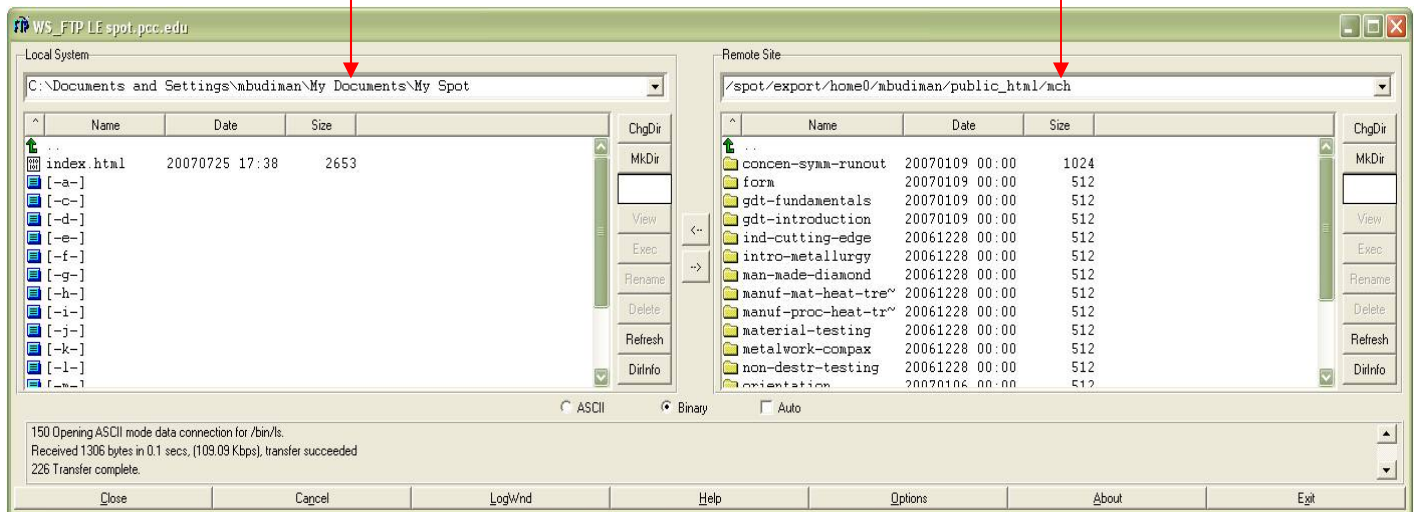 WS_FTP LE spot.pcc.edu
Local System
Remote Site
C:\Documents and Settings\mbudiman\My Documents\My Spot
/spot/export/home0/mbudiman/public_html/mch
^ Name Date Size
ChgDir
^ Name Date Size
ChgDir
..
index.html 20070725 17:38 2653
[-a-]
[-c-]
[-d-]
[-e-]
[-f-]
[-g-]
[-h-]
[-i-]
[-j-]
[-k-]
[-l-]
[-m-]
MkDir
View
Exec
Rename
Delete
Refresh
DirInfo
<--
-->
..
concen-symm-runout 20070109 00:00 1024
form 20070109 00:00 512
gdt-fundamentals 20070109 00:00 512
gdt-introduction 20070109 00:00 512
ind-cutting-edge 20061228 00:00 512
intro-metallurgy 20061228 00:00 512
man-made-diamond 20061228 00:00 512
manuf-mat-heat-tre~ 20061228 00:00 512
manuf-proc-heat-tr~ 20061228 00:00 512
material-testing 20061228 00:00 512
metalwork-compax 20061228 00:00 512
non-destr-testing 20061228 00:00 512
orientation 20070106 00:00 512
MkDir
View
Exec
Rename
Delete
Refresh
DirInfo
ASCII Binary Auto
150 Opening ASCII mode data connection for /bin/ls.
Received 1306 bytes in 0.1 secs, (109.09 Kbps), transfer succeeded
226 Transfer complete.
Close Cancel LogWnd Help Options About Exit